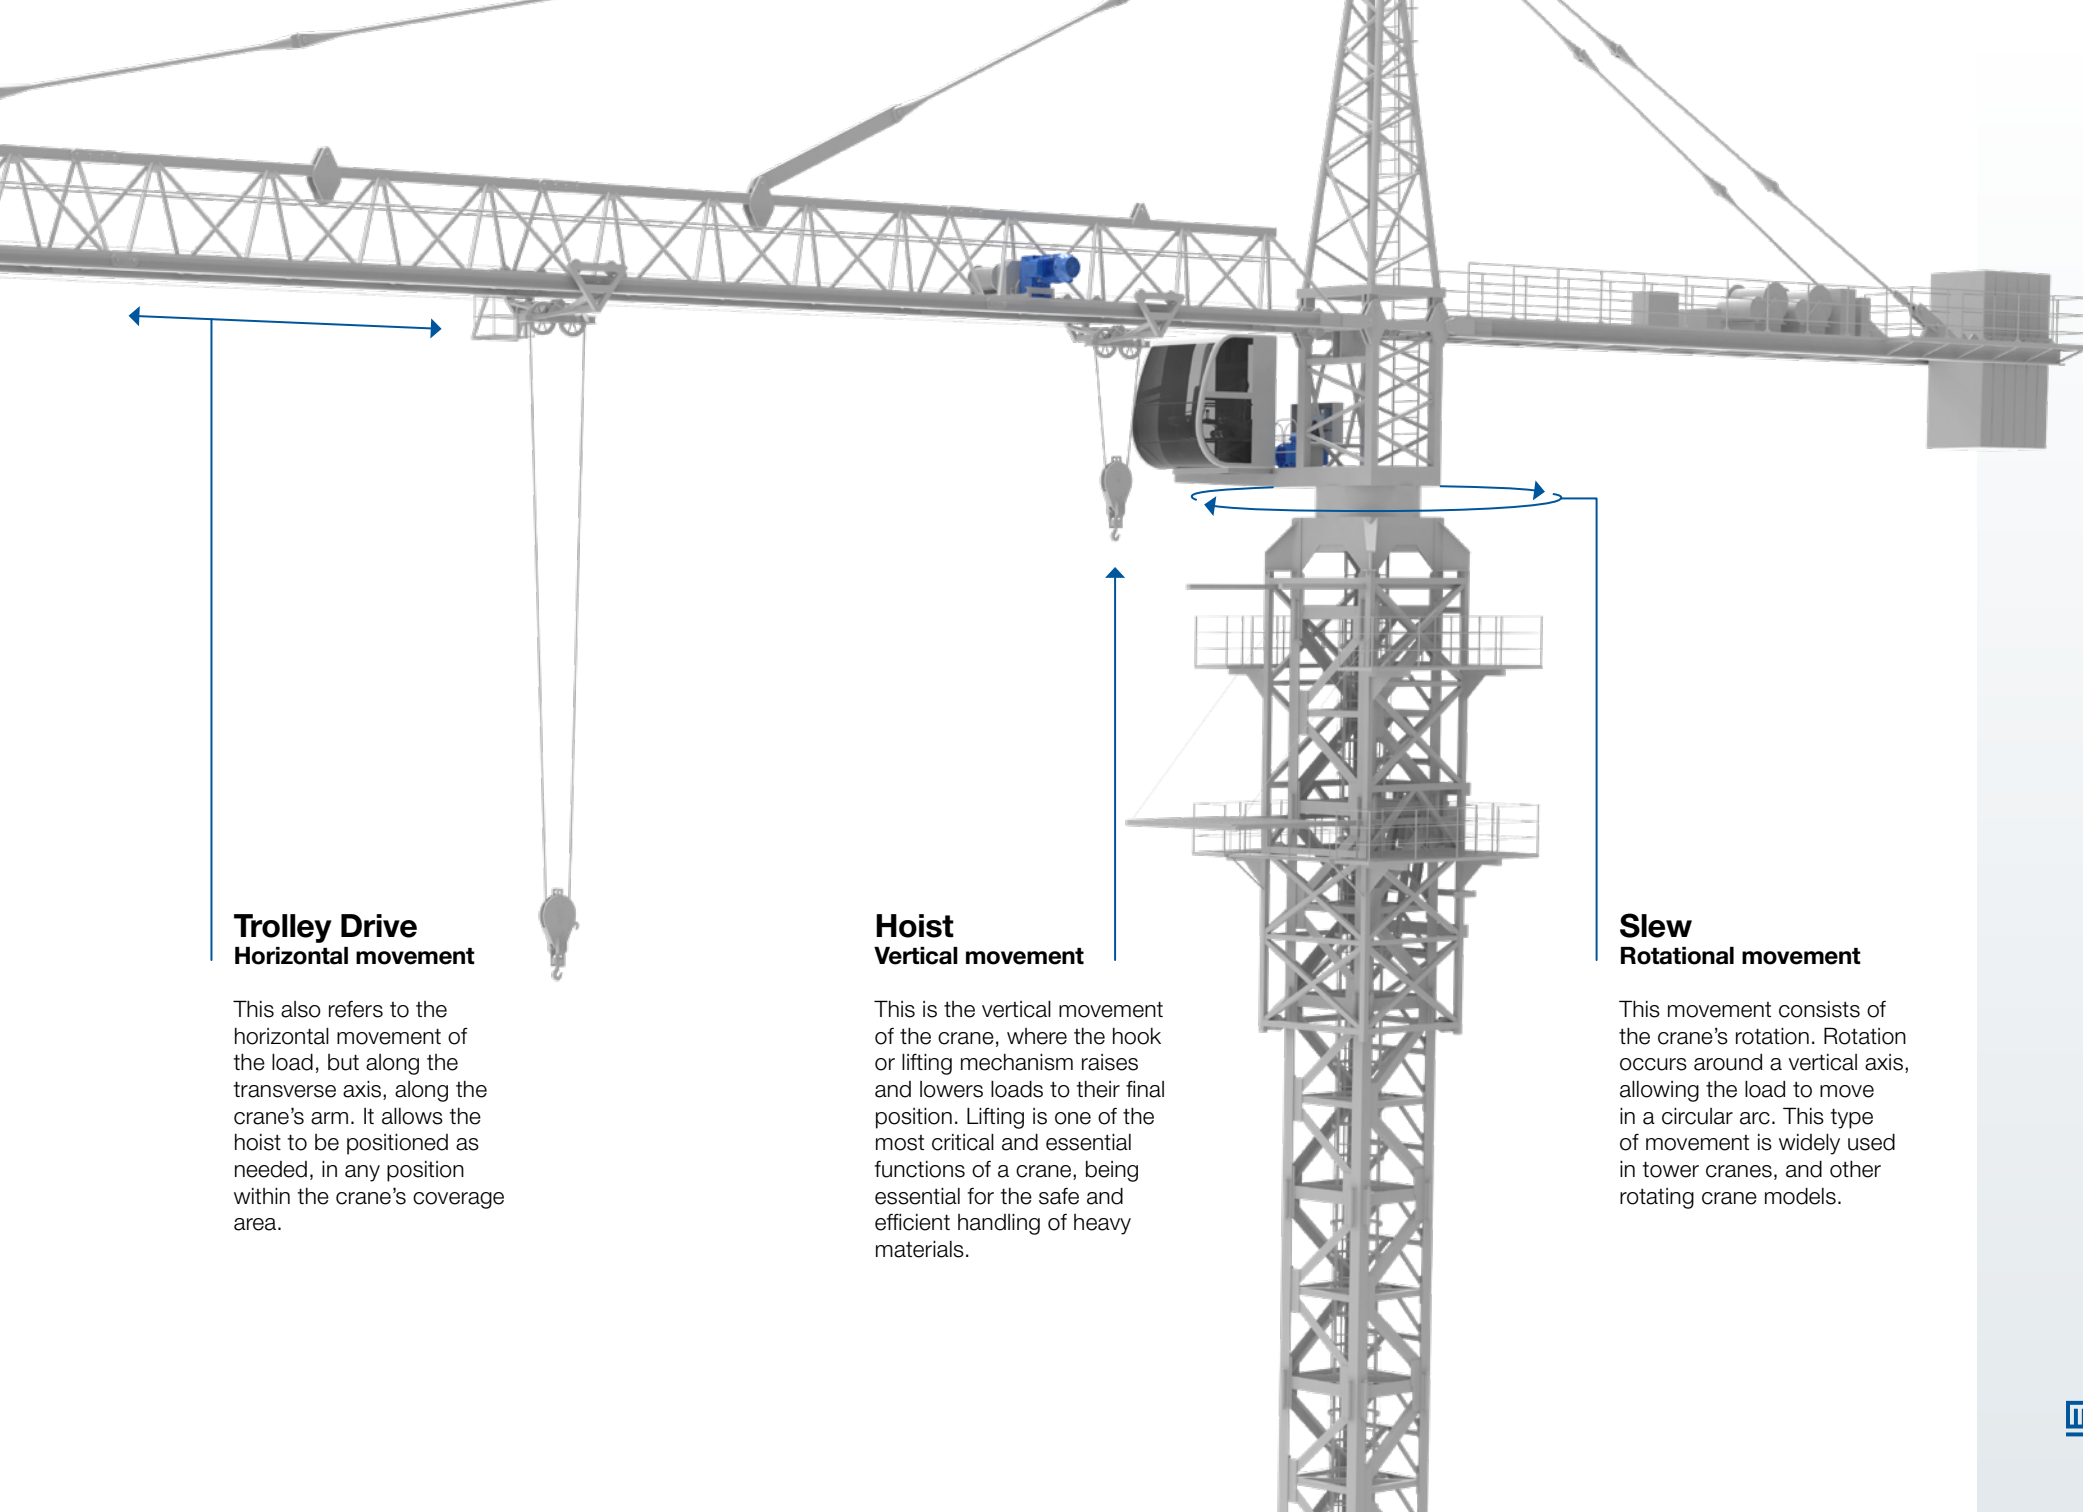 Trolley Drive
Horizontal movement
This also refers to the
horizontal movement of
the load, but along the
transverse axis, along the
crane’s arm. It allows the
hoist to be positioned as
needed, in any position
within the crane’s coverage
area.
Hoist
Vertical movement
This is the vertical movement
of the crane, where the hook
or lifting mechanism raises
and lowers loads to their final
position. Lifting is one of the
most critical and essential
functions of a crane, being
essential for the safe and
efficient handling of heavy
materials.
Slew
Rotational movement
This movement consists of
the crane’s rotation. Rotation
occurs around a vertical axis,
allowing the load to move
in a circular arc. This type
of movement is widely used
in tower cranes, and other
rotating crane models.